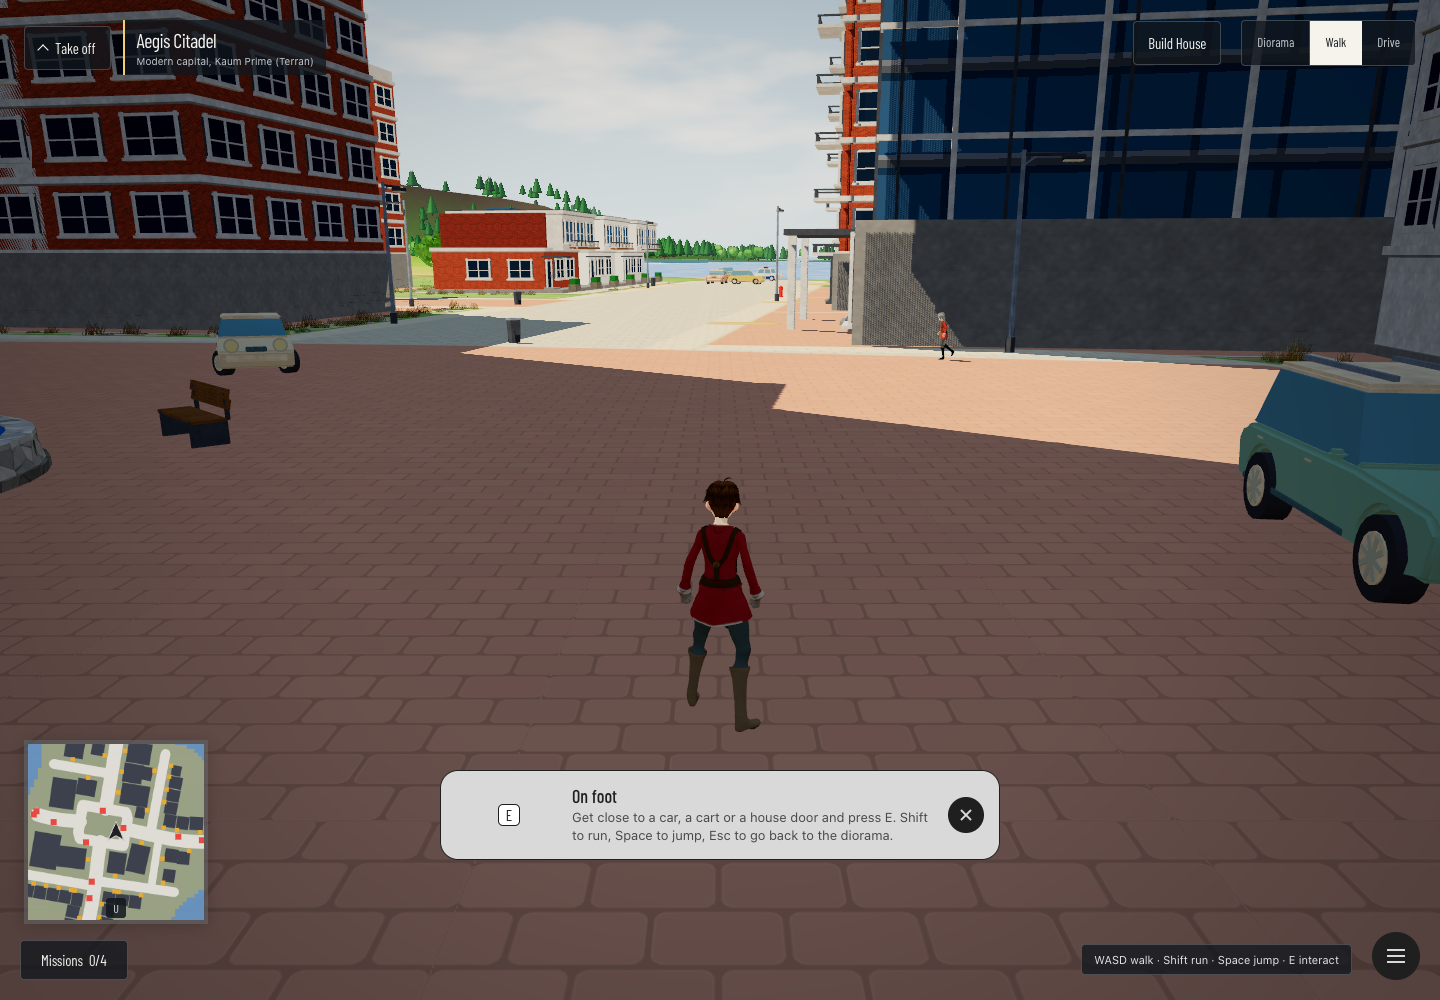 Take off
Aegis Citadel
Modern capital, Kaum Prime (Terran)
Build House
Diorama
Walk
Drive
E
On foot
Get close to a car, a cart or a house door and press E. Shift
to run, Space to jump, Esc to go back to the diorama.
U
Missions 0/4
WASD walk · Shift run · Space jump · E interact